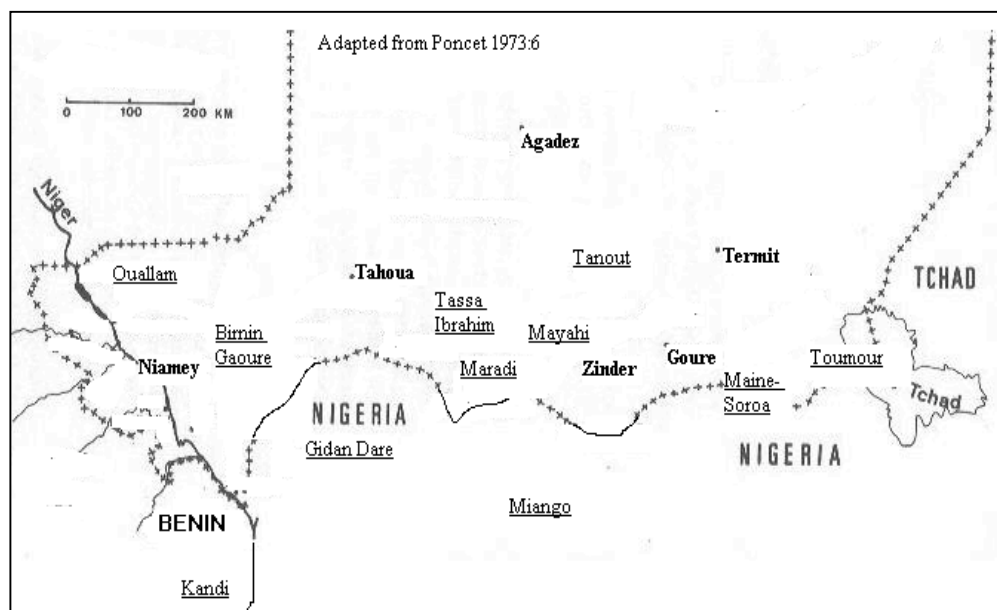 Adapted from Poncet 1973:6
0 100 200 KM
Agadez
Niger
Ouallam
Tahoua
Tanout
Termit
TCHAD
Tassa
Ibrahim
Birnin
Gaoure
Mayahi
Niamey
Maradi
Zinder
Goure
Toumour
Maine-
Soroa
Tchad
NIGERIA
Gidan Dare
NIGERIA
Miango
BENIN
Kandi